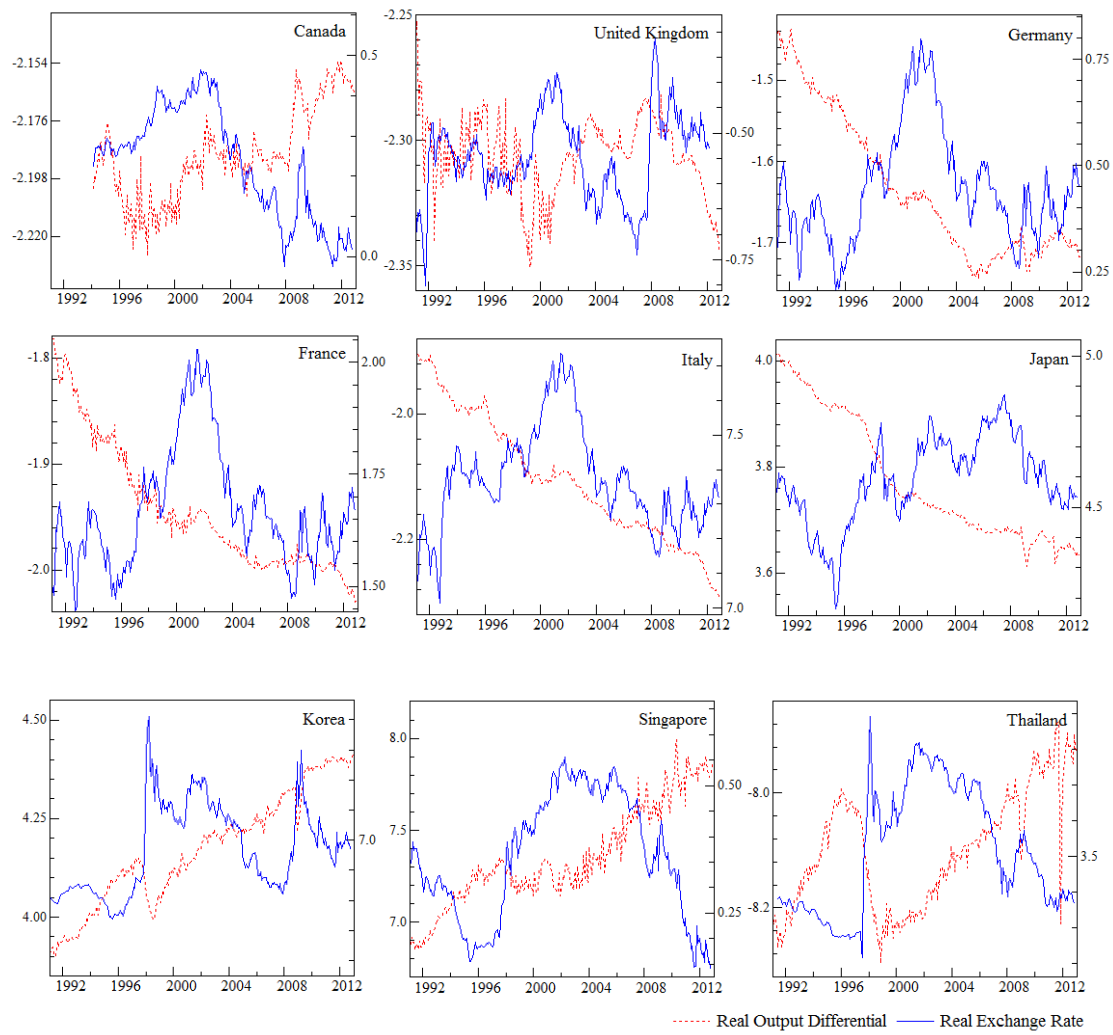 Canada
-2.154
-2.176
-2.198
-2.220
0.5
0.0
1992 1996 2000 2004 2008 2012
United Kingdom
-2.25
-2.30
-2.35
-0.50
-0.75
1992 1996 2000 2004 2008 2012
Germany
-1.5
-1.6
-1.7
0.75
0.50
0.25
1992 1996 2000 2004 2008 2012
France
-1.8
-1.9
-2.0
2.00
1.75
1.50
1992 1996 2000 2004 2008 2012
Italy
-2.0
-2.2
7.5
7.0
1992 1996 2000 2004 2008 2012
Japan
4.0
3.8
3.6
5.0
4.5
1992 1996 2000 2004 2008 2012
Korea
4.50
4.25
4.00
7.0
1992 1996 2000 2004 2008 2012
Singapore
8.0
7.5
7.0
0.50
0.25
1992 1996 2000 2004 2008 2012
Thailand
-8.0
-8.2
3.5
1992 1996 2000 2004 2008 2012
Real Output Differential Real Exchange Rate